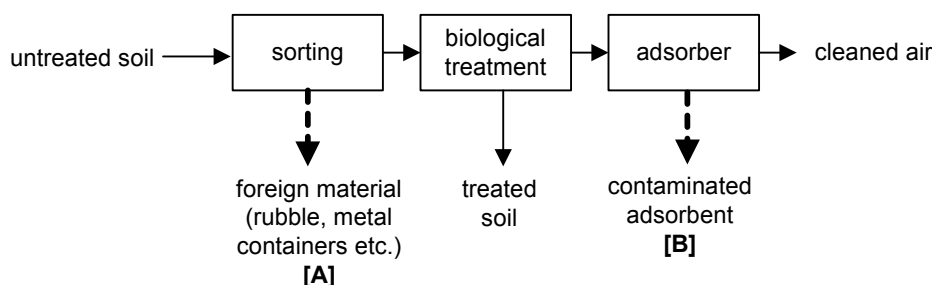 untreated soil
sorting
biological
treatment
adsorber
cleaned air
foreign material
(rubble, metal
containers etc.)
[A]
treated
soil
contaminated
adsorbent
[B]